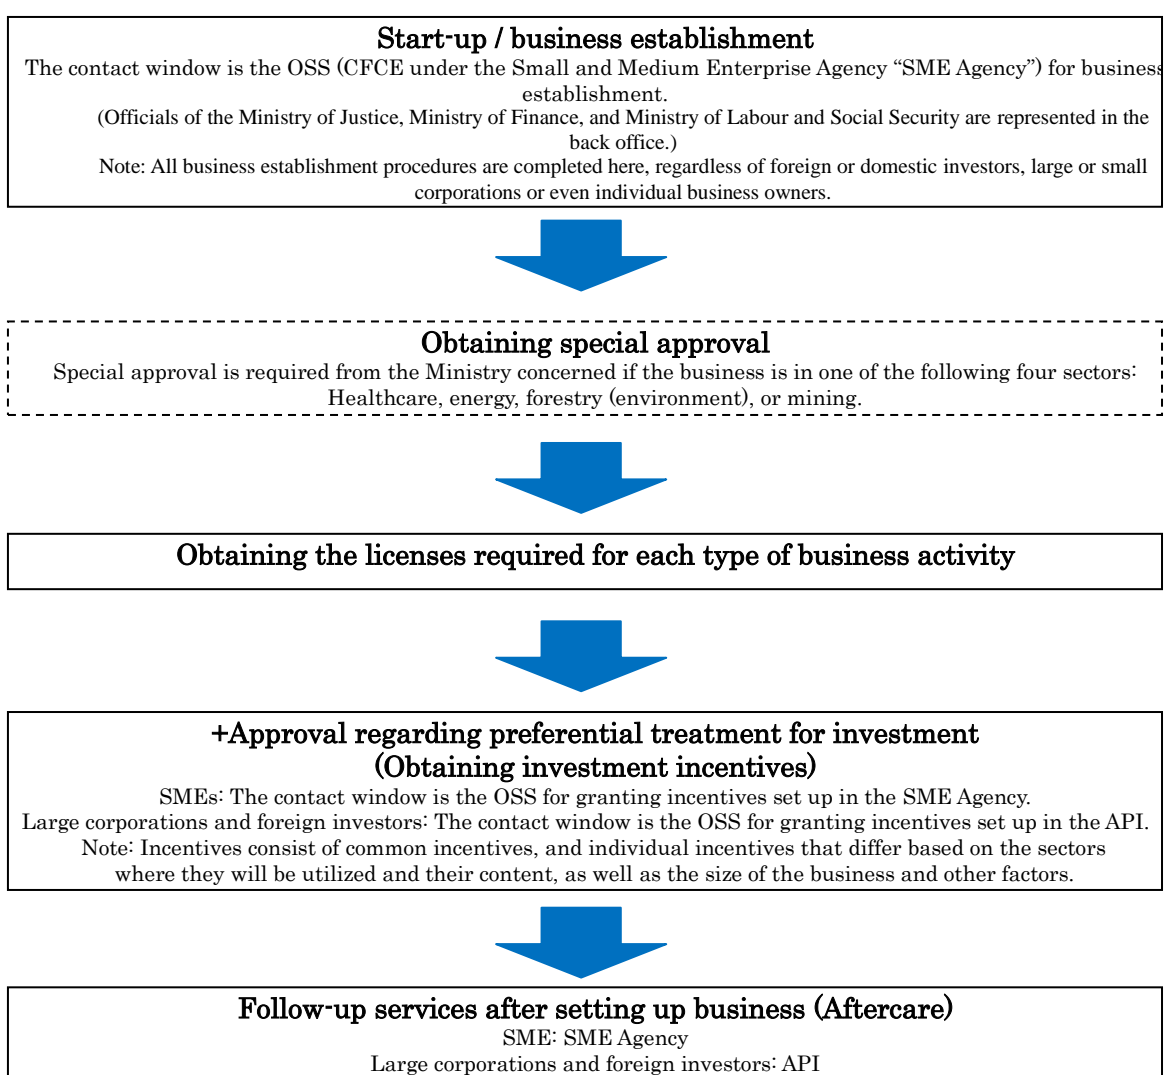 Start-up / business establishment
The contact window is the OSS (CFCE under the Small and Medium Enterprise Agency “SME Agency”) for business
establishment.
(Officials of the Ministry of Justice, Ministry of Finance, and Ministry of Labour and Social Security are represented in the
back office.)
Note: All business establishment procedures are completed here, regardless of foreign or domestic investors, large or small
corporations or even individual business owners.
Obtaining special approval
Special approval is required from the Ministry concerned if the business is in one of the following four sectors:
Healthcare, energy, forestry (environment), or mining.
Obtaining the licenses required for each type of business activity
+Approval regarding preferential treatment for investment
(Obtaining investment incentives)
SMEs: The contact window is the OSS for granting incentives set up in the SME Agency.
Large corporations and foreign investors: The contact window is the OSS for granting incentives set up in the API.
Note: Incentives consist of common incentives, and individual incentives that differ based on the sectors
where they will be utilized and their content, as well as the size of the business and other factors.
Follow-up services after setting up business (Aftercare)
SME: SME Agency
Large corporations and foreign investors: API